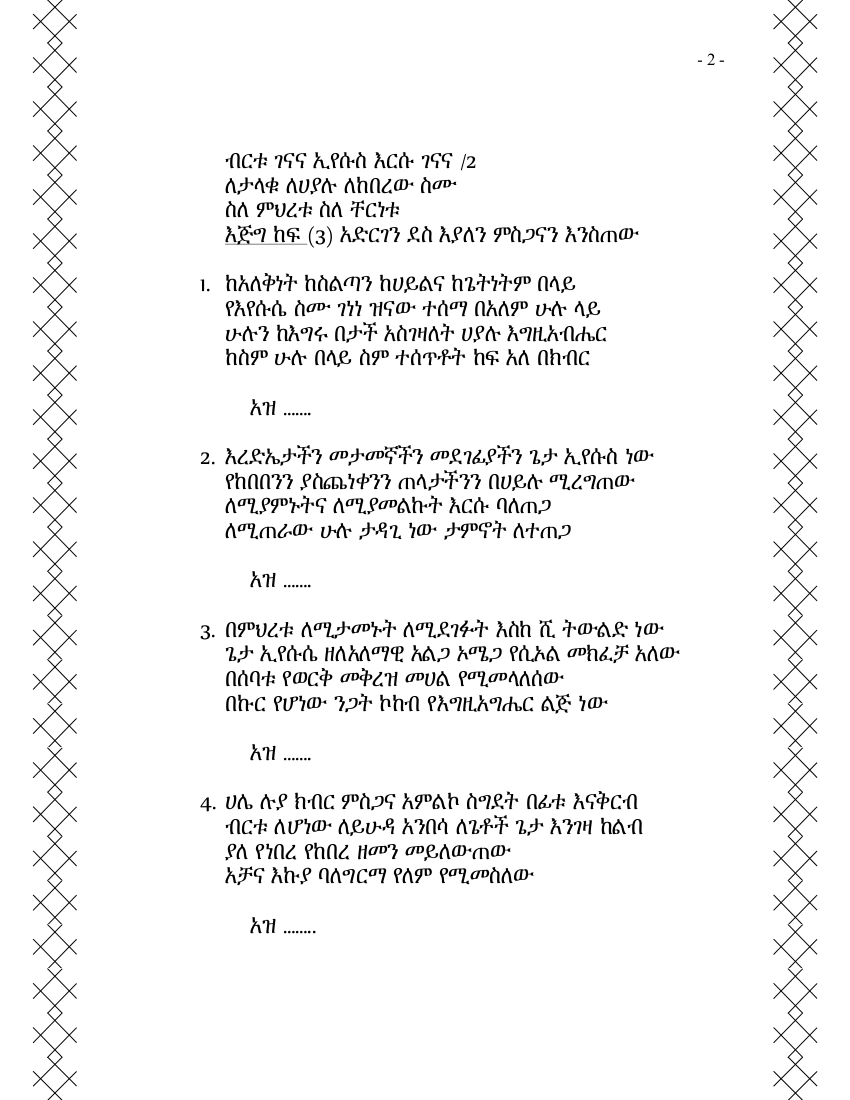 - 2 -
ብርቱ ገናና ኢየሱስ እርሱ ገናና /2
ለታላቁ ለሀያሉ ለከበረው ስሙ
ስለ ምህረቱ ስለ ቸርነቱ
እጅግ ከፍ (3) አድርገን ደስ እያለን ምስጋናን እንስጠው
1. ከአለቅነት ከስልጣን ከሀይልና ከጌትነትም በላይ
የእየሱሴ ስሙ ገነነ ዝናው ተሰማ በአለም ሁሉ ላይ
ሁሉን ከእግሩ በታች አስገዛለት ሀያሉ እግዚአብሔር
ከስም ሁሉ በላይ ስም ተሰጥቶት ከፍ አለ በክብር
አዝ .......
2. እረድኤታችን መታመኛችን መደገፊያችን ጌታ ኢየሱስ ነው
የከበበንን ያስጨነቀንን ጠላታችንን በሀይሉ ሚረግጠው
ለሚያምኑትና ለሚያመልኩት እርሱ ባለጠጋ
ለሚጠራው ሁሉ ታዳጊ ነው ታምኖት ለተጠጋ
አዝ .......
3. በምህረቱ ለሚታመኑት ለሚደገፉት እስከ ሺ ትውልድ ነው
ጌታ ኢየሱሴ ዘለአለማዊ አልጋ ኦሜጋ የሲኦል መክፈቻ አለው
በሰባቱ የወርቅ መቅረዝ መሀል የሚመላለሰው
በኩር የሆነው ንጋት ኮከብ የእግዚአግሔር ልጅ ነው
አዝ .......
4. ሀሌ ሉያ ክብር ምስጋና አምልኮ ስግደት በፊቱ እናቅርብ
ብርቱ ለሆነው ለይሁዳ አንበሳ ለጌቶች ጌታ እንገዛ ከልብ
ያለ የነበረ የከበረ ዘመን መይለውጠው
አቻና እኩያ ባለግርማ የለም የሚመስለው
አዝ ........